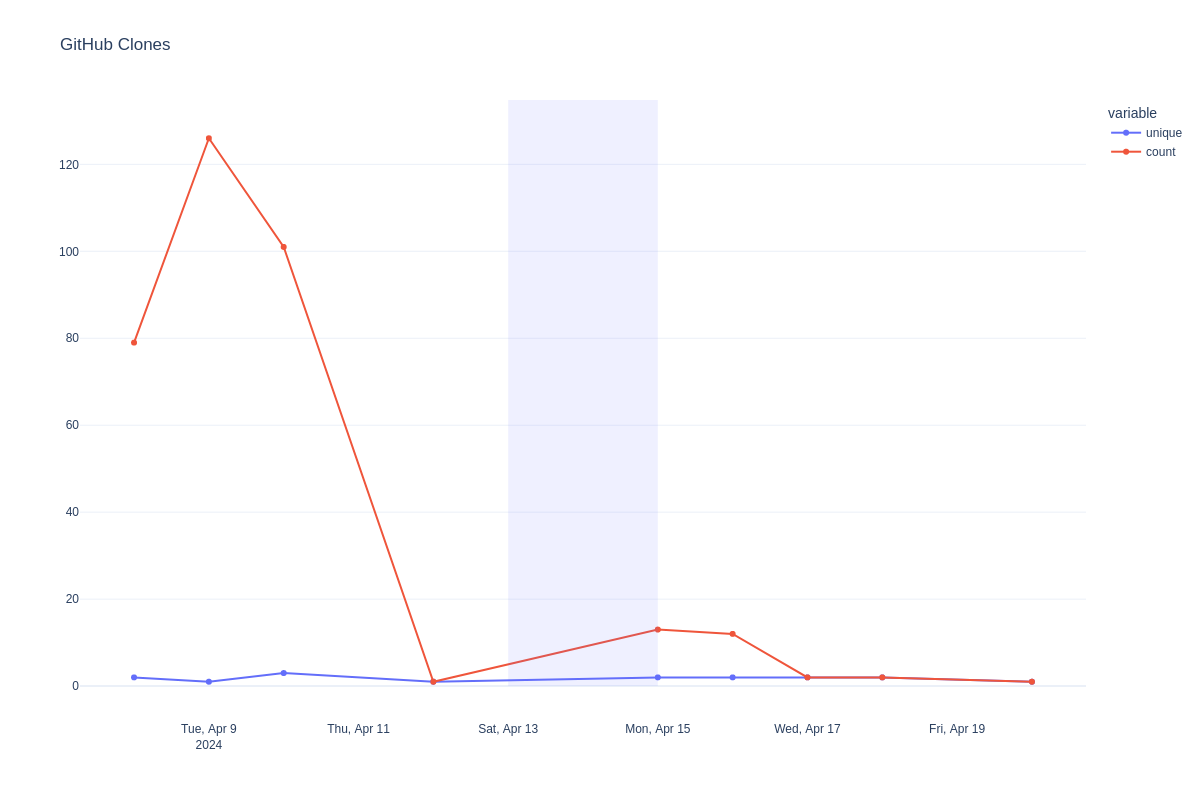 GitHub Clones
variable
unique
count
120
100
80
60
40
20
0
Tue, Apr 9
2024
Thu, Apr 11
Sat, Apr 13
Mon, Apr 15
Wed, Apr 17
Fri, Apr 19